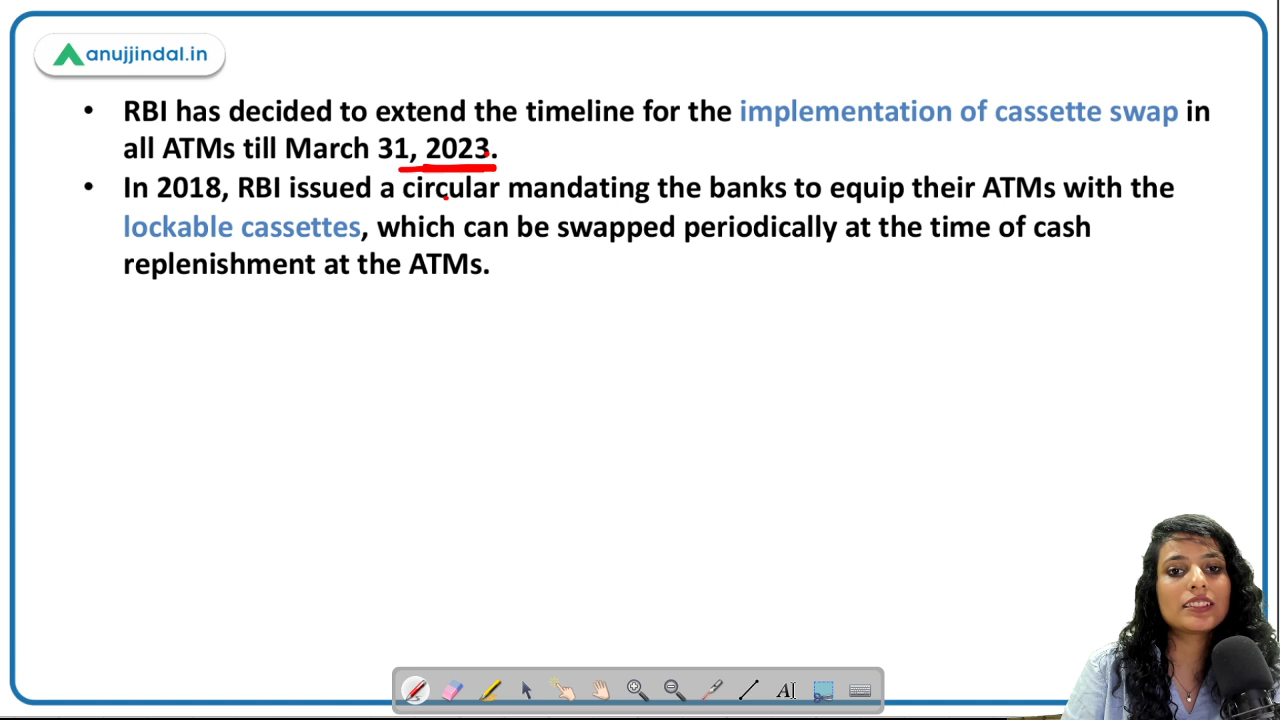 anujjindal.in
• RBI has decided to extend the timeline for the implementation of cassette swap in
all ATMs till March 31, 2023.
• In 2018, RBI issued a circular mandating the banks to equip their ATMs with the
lockable cassettes, which can be swapped periodically at the time of cash
replenishment at the ATMs.
AI